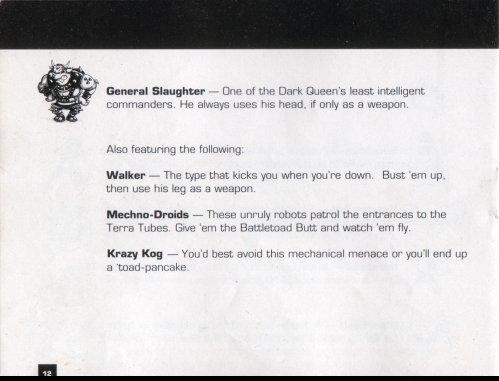 General Slaughter — One of the Dark Queen's least intelligent
commanders. He always uses his head, if only as a weapon.
Also featuring the following:
Walker — The type that kicks you when you're down. Bust 'em up,
then use his leg as a weapon.
Mechno-Droids — These unruly robots patrol the entrances to the
Terra Tubes. Give 'em the Battletoad Butt and watch 'em fly.
Krazy Kog — You'd best avoid this mechanical menace or you'll end up
a 'toad-pancake.
12